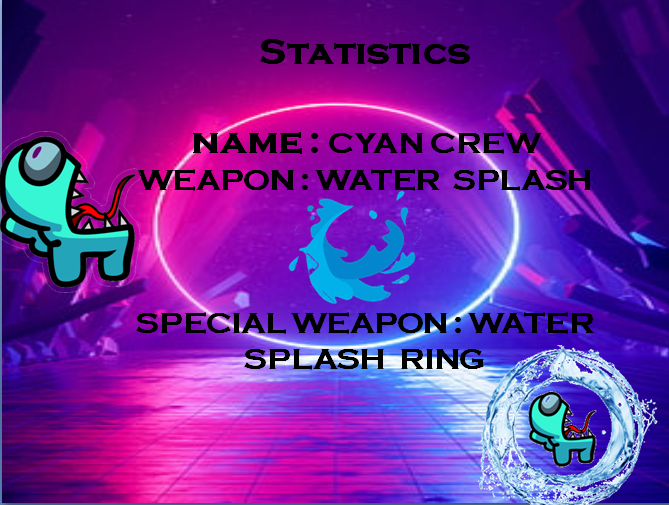 Statistics
NAME : CYAN CREW
WEAPON : WATER SPLASH
SPECIAL WEAPON : WATER
SPLASH RING